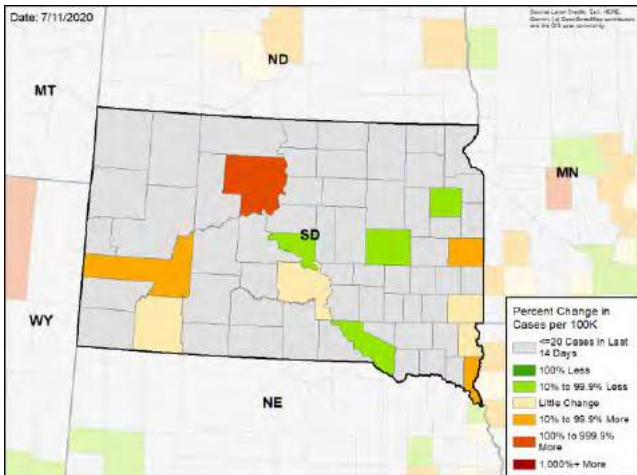 Date: 7/11/2020
ND
MT
MN
SD
WY
NE
Percent Change in
Cases per 100K
<=20 Cases in Last
14 Days
100% Less
10% to 99.9% Less
Little Change
10% to 99.9% More
100% to 999.9%
More
1,000%+ More